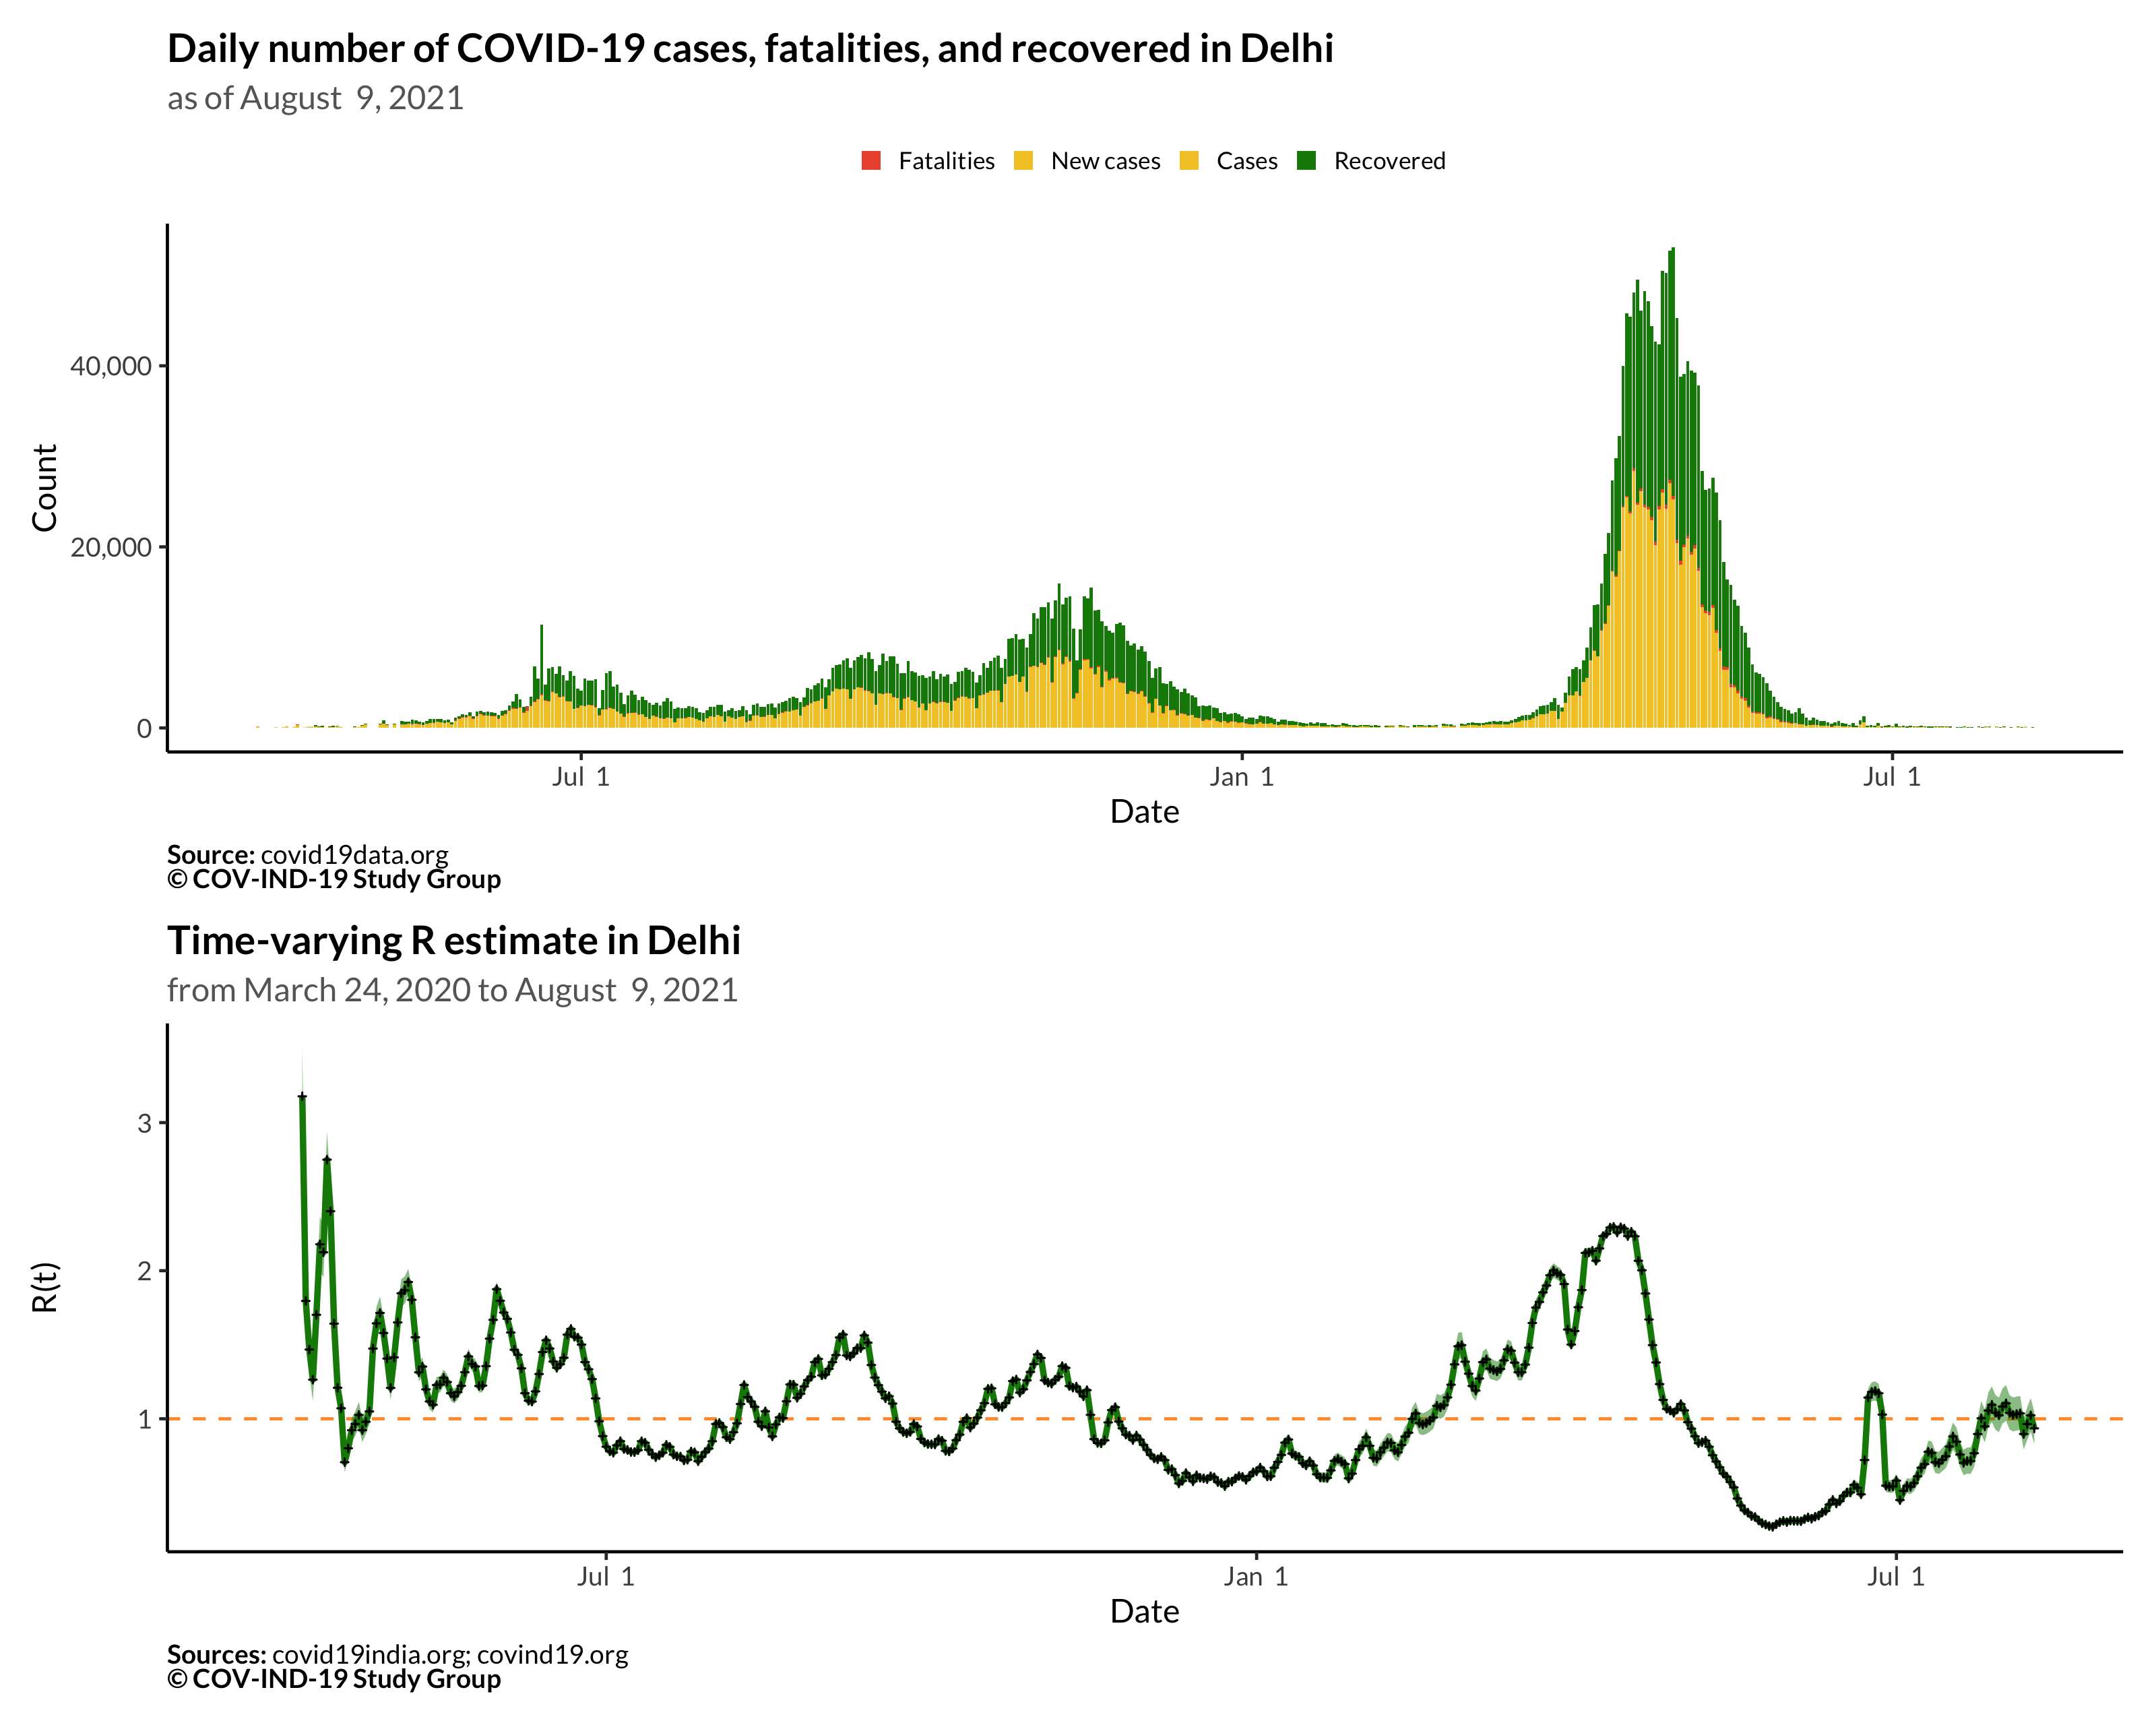 Daily number of COVID-19 cases, fatalities, and recovered in Delhi
as of August  9, 2021
Fatalities New cases Cases Recovered
Count
40,000
20,000
0
Jul  1 Jan  1 Jul  1
Date
Source: covid19data.org
© COV-IND-19 Study Group
Time-varying R estimate in Delhi
from March 24, 2020 to August  9, 2021
R(t)
3
2
1
Jul  1 Jan  1 Jul  1
Date
Sources: covid19india.org; covind19.org
© COV-IND-19 Study Group